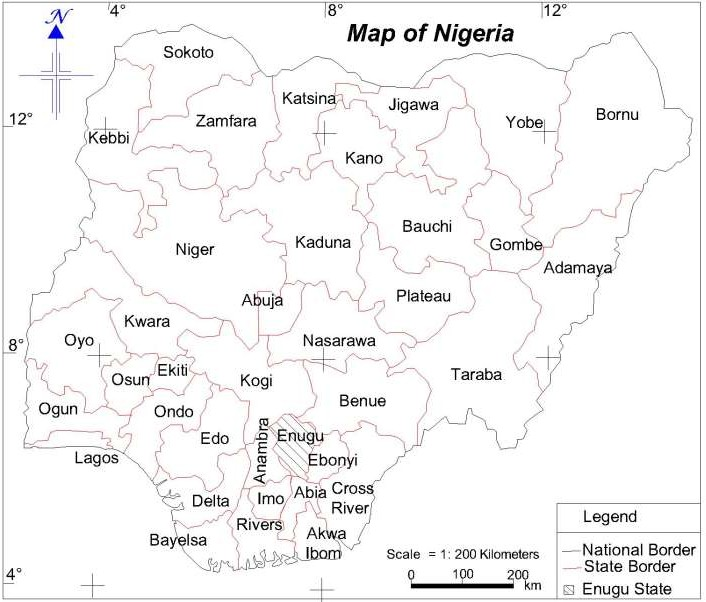 4°
8°
12°
N
Map of Nigeria
Sokoto
Katsina
Jigawa
Zamfara
Yobe
Bornu
12°
Kebbi
Kano
Bauchi
Gombe
Niger
Kaduna
Adamaya
Abuja
Plateau
Kwara
Oyo
8°
Nasarawa
Osun
Ekiti
Kogi
Taraba
Ogun
Ondo
Benue
Edo
Anambra
Enugu
Lagos
Ebonyi
Delta
Imo
Abia
Cross
River
Bayelsa
Rivers
Akwa
Ibom
4°
Scale = 1: 200 Kilometers
0 100 200
km
Legend
National Border
State Border
Enugu State